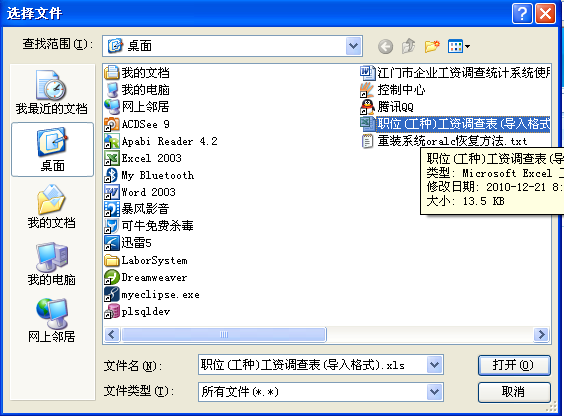 选择文件
查找范围(I):
桌面
我最近的文档
桌面
我的文档
我的电脑
网上邻居
我的文档
我的电脑
网上邻居
ACDSee 9
Apabi Reader 4.2
Excel 2003
My Bluetooth
Word 2003
暴风影音
可牛免费杀毒
迅雷5
LaborSystem
Dreamweaver
myeclipse.exe
plsqldev
江门市企业工资调查统计系统使用
控制中心
腾讯QQ
职位(工种)工资调查表(导入格式
重装系统oralc恢复方法.txt
职位(工种)工资调查表(导
类型: Microsoft Excel
修改日期: 2010-12-21 8:
大小: 13.5 KB
文件名(N):
职位(工种)工资调查表(导入格式).xls
打开(O)
文件类型(T):
所有文件(*.*)
取消